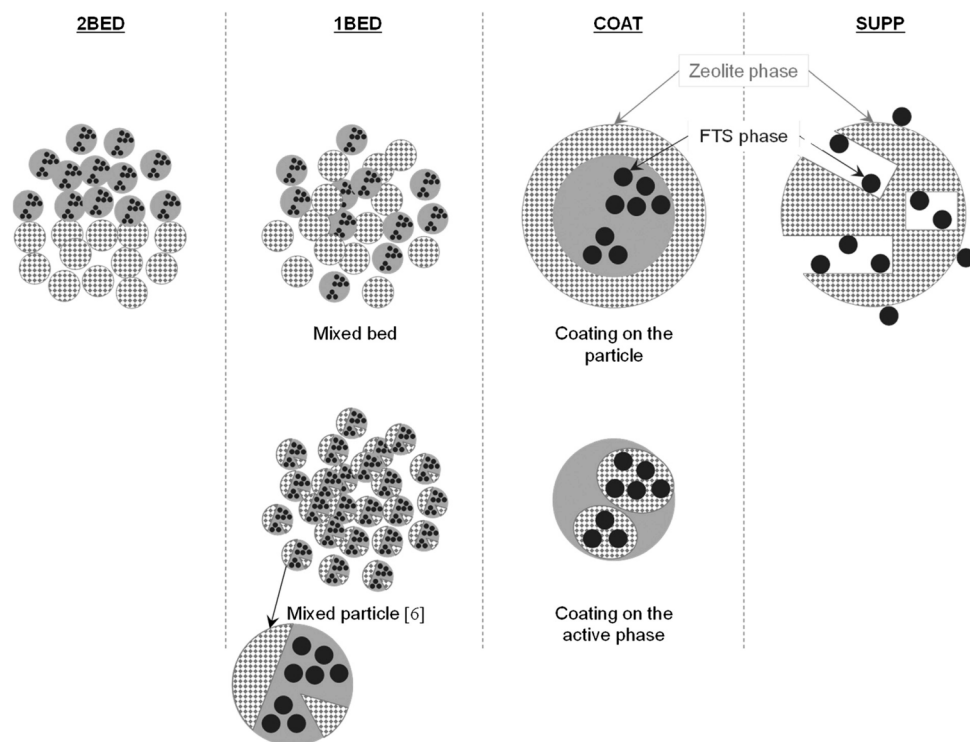 2BED
1BED
COAT
SUPP
Zeolite phase
FTS phase
Mixed bed
Coating on the
particle
Mixed particle [6]
Coating on the
active phase